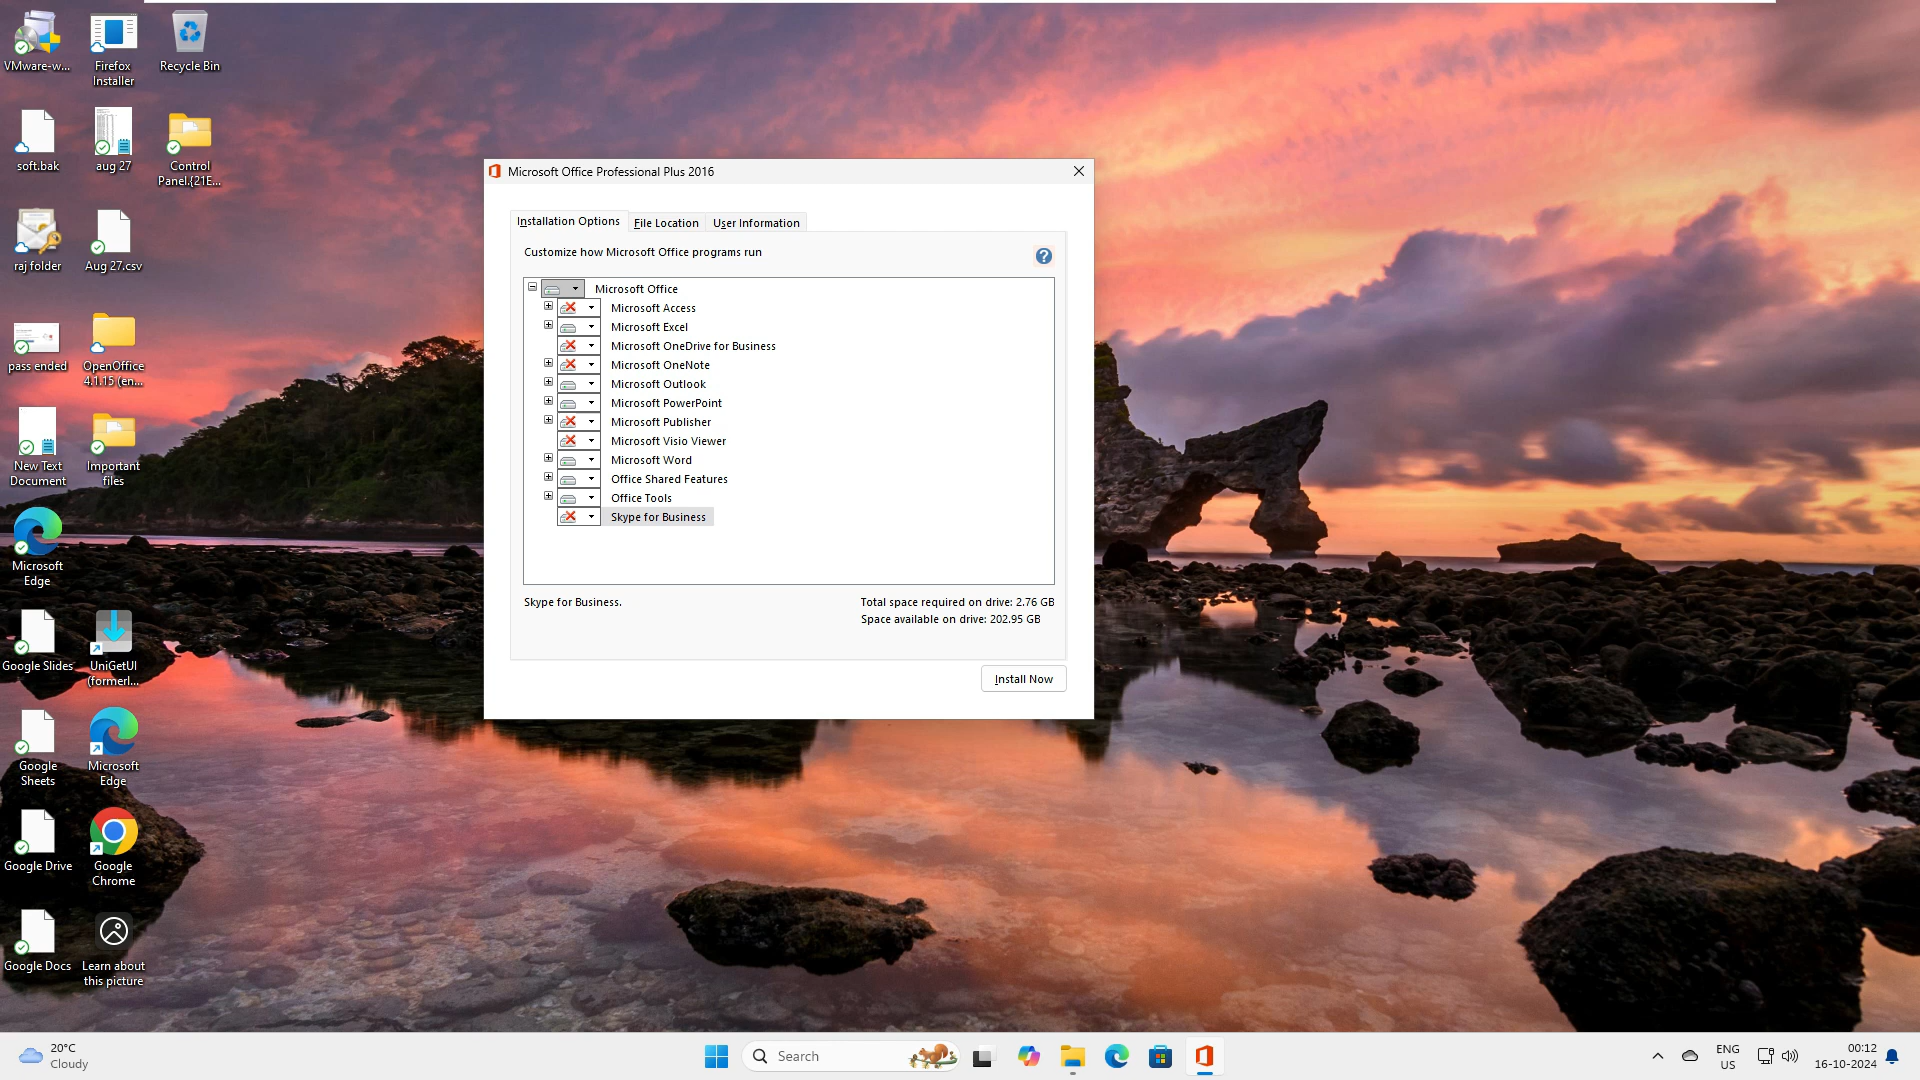 VMware-w...
Firefox
Installer
Recycle Bin
soft.bak
aug 27
Control
Panel.{21E...
raj folder
Aug 27.csv
pass ended
OpenOffice
4.1.15 (en...
New Text
Document
Important
files
Microsoft
Edge
Google Slides
UniGetUI
(formerl...
Google
Sheets
Microsoft
Edge
Google Drive
Google
Chrome
Google Docs
Learn about
this picture
Microsoft Office Professional Plus 2016
Installation Options
File Location
User Information
Customize how Microsoft Office programs run
Microsoft Office
Microsoft Access
Microsoft Excel
Microsoft OneDrive for Business
Microsoft OneNote
Microsoft Outlook
Microsoft PowerPoint
Microsoft Publisher
Microsoft Visio Viewer
Microsoft Word
Office Shared Features
Office Tools
Skype for Business
Skype for Business.
Total space required on drive: 2.76 GB
Space available on drive: 202.95 GB
Install Now
20°C
Cloudy
Search
ENG
US
00:12
16-10-2024